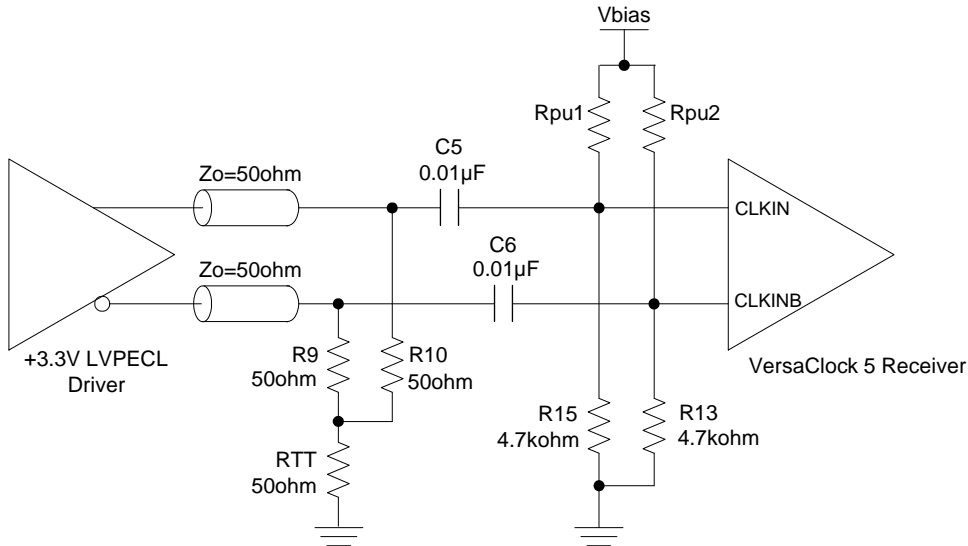 Vbias
Rpu1
Rpu2
C5
0.01µF
Zo=50ohm
CLKIN
C6
0.01µF
Zo=50ohm
CLKINB
+3.3V LVPECL
Driver
R9
50ohm
R10
50ohm
VersaClock 5 Receiver
R15
4.7kohm
R13
4.7kohm
RTT
50ohm